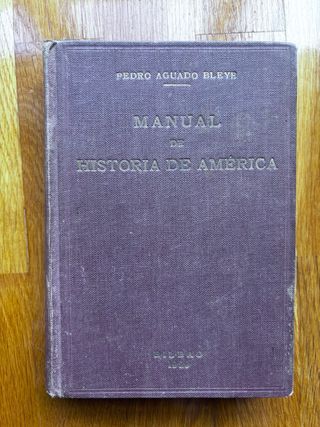 PEDRO AGUADO BLEYE
MANUAL
DE
HISTORIA DE AMÉRICA
BILBAO